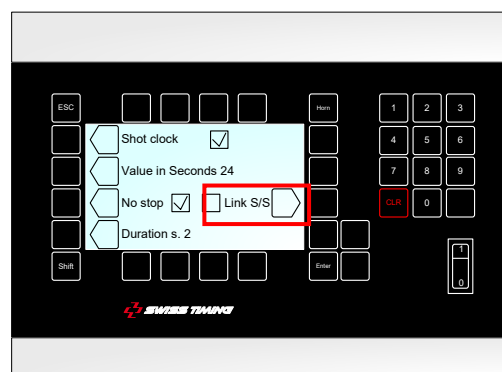 ESC
Horn
1 2 3
Shot clock
4 5 6
Value in Seconds 24
7 8 9
No stop Link S/S
CLR 0
Duration s. 2
1
Shift
Enter
0
SWISS TIMING